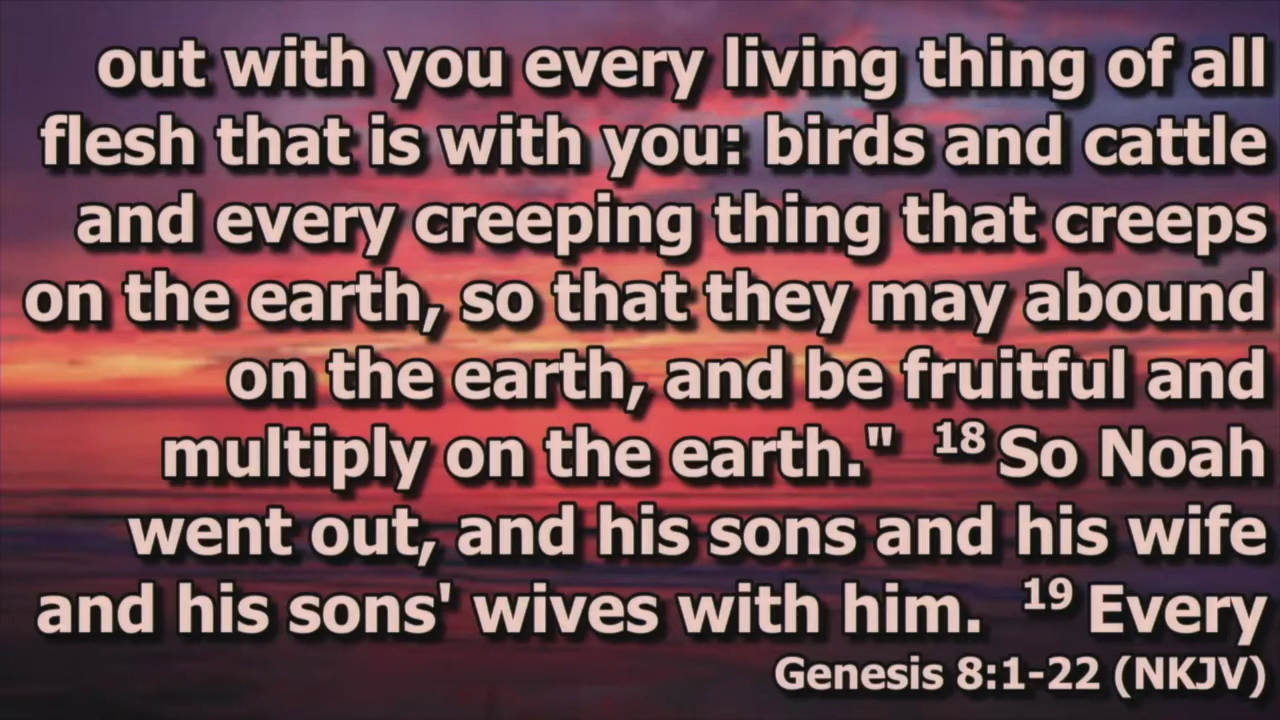 out with you every living thing of all
flesh that is with you: birds and cattle
and every creeping thing that creeps
on the earth, so that they may abound
on the earth, and be fruitful and
multiply on the earth."  18 So Noah
went out, and his sons and his wife
and his sons' wives with him.  19 Every
Genesis 8:1-22 (NKJV)